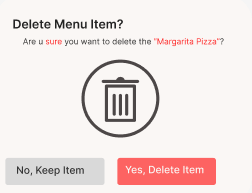 Delete Menu Item?
Are u sure you want to delete the "Margarita Pizza"?
No, Keep Item
Yes, Delete Item